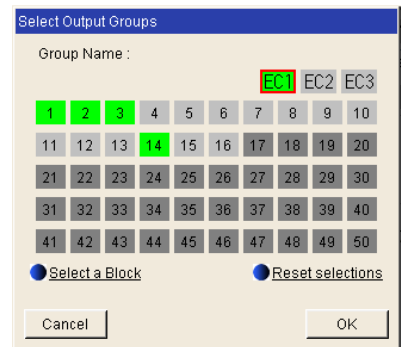 Select Output Groups
Group Name :
EC1 EC2 EC3
1 2 3 4 5 6 7 8 9 10
11 12 13 14 15 16 17 18 19 20
21 22 23 24 25 26 27 28 29 30
31 32 33 34 35 36 37 38 39 40
41 42 43 44 45 46 47 48 49 50
Select a Block Reset selections
Cancel OK